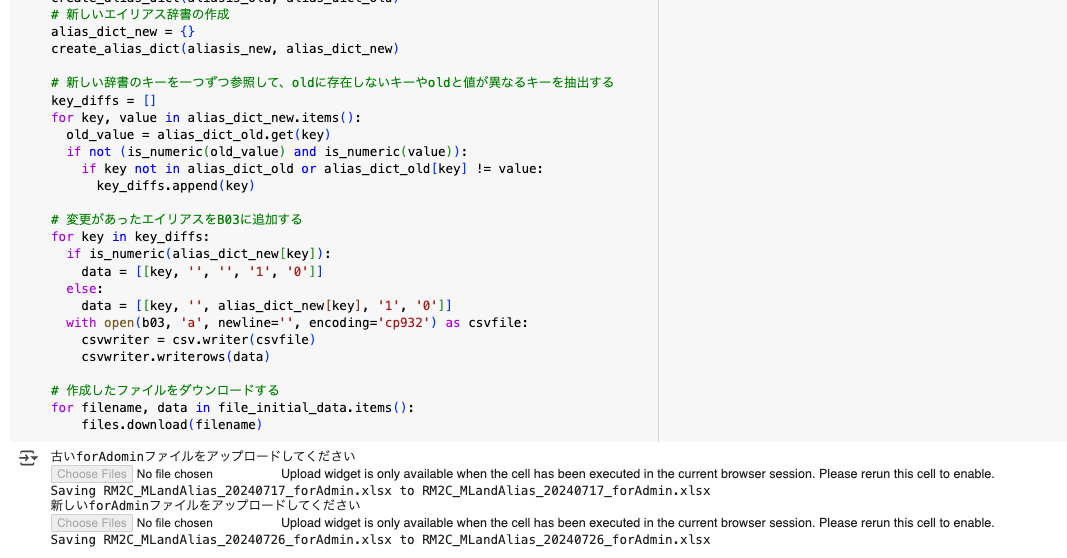 create_alias_dict(aliasis_old, alias_dict_old)
# 新しいエイリアス辞書の作成
alias_dict_new = {}
create_alias_dict(aliasis_new, alias_dict_new)
# 新しい辞書のキーを一つずつ参照して、oldに存在しないキーやoldと値が異なるキーを抽出する
key_diffs = []
for key, value in alias_dict_new.items():
  old_value = alias_dict_old.get(key)
  if not (is_numeric(old_value) and is_numeric(value)):
    if key not in alias_dict_old or alias_dict_old[key] != value:
      key_diffs.append(key)
# 変更があったエイリアスをB03に追加する
for key in key_diffs:
  if is_numeric(alias_dict_new[key]):
    data = [[key, '', '', '1', '0']]
  else:
    data = [[key, '', alias_dict_new[key], '1', '0']]
  with open(b03, 'a', newline='', encoding='cp932') as csvfile:
    csvwriter = csv.writer(csvfile)
    csvwriter.writerows(data)
# 作成したファイルをダウンロードする
for filename, data in file_initial_data.items():
    files.download(filename)
古いforAdominファイルをアップロードしてください
Choose Files No file chosen Upload widget is only available when the cell has been executed in the current browser session. Please rerun this cell to enable.
Saving RM2C_MLandAlias_20240717_forAdmin.xlsx to RM2C_MLandAlias_20240717_forAdmin.xlsx
新しいforAdminファイルをアップロードしてください
Choose Files No file chosen Upload widget is only available when the cell has been executed in the current browser session. Please rerun this cell to enable.
Saving RM2C_MLandAlias_20240726_forAdmin.xlsx to RM2C_MLandAlias_20240726_forAdmin.xlsx